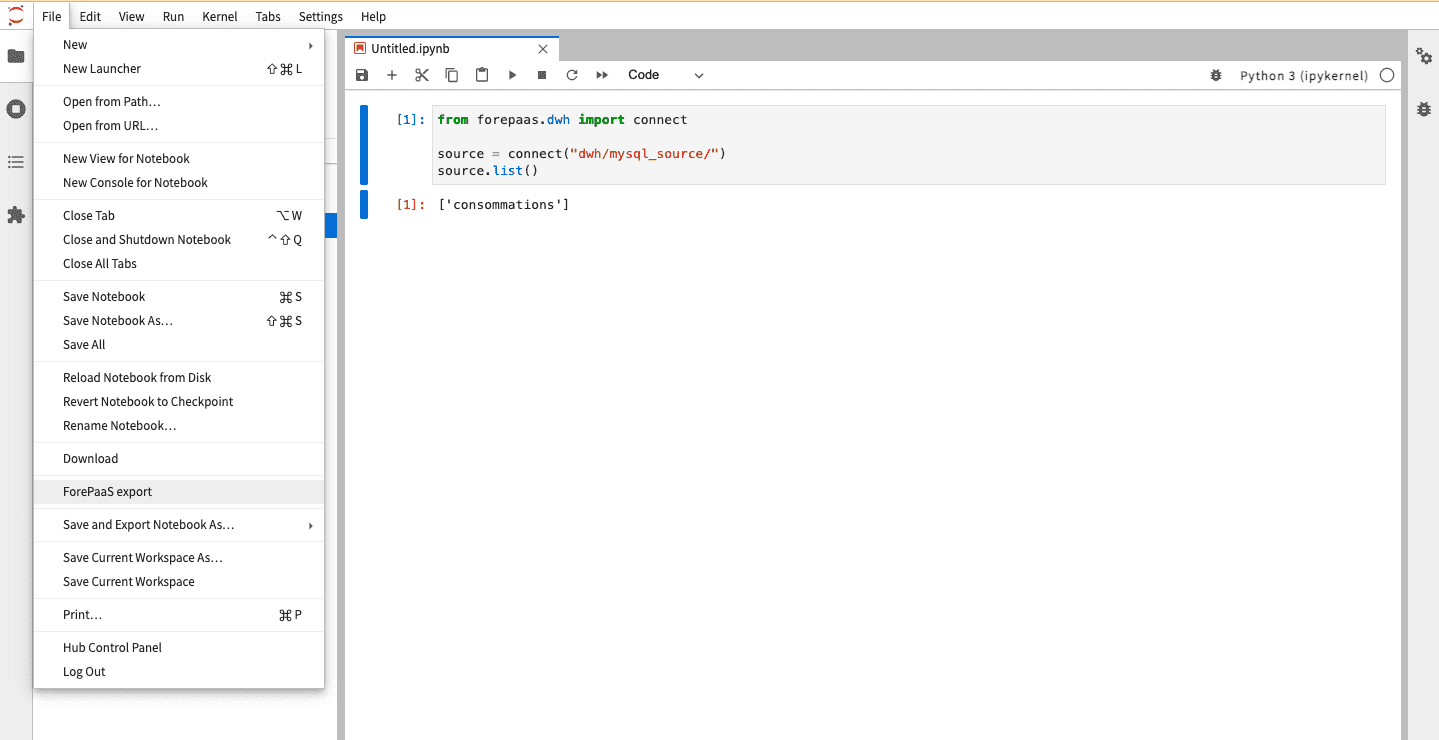 File Edit View Run Kernel Tabs Settings Help
New
New Launcher ⇧⌘L
Open from Path…
Open from URL…
New View for Notebook
New Console for Notebook
Close Tab ⌥W
Close and Shutdown Notebook ^⇧Q
Close All Tabs
Save Notebook ⌘S
Save Notebook As… ⇧⌘S
Save All
Reload Notebook from Disk
Revert Notebook to Checkpoint
Rename Notebook…
Download
ForePaaS export
Save and Export Notebook As…
Save Current Workspace As…
Save Current Workspace
Print… ⌘P
Hub Control Panel
Log Out
Untitled.ipynb
Code Python 3 (ipykernel)
[1]: from forepaas.dwh import connect
source = connect("dwh/mysql_source/")
source.list()
[1]: ['consommations']